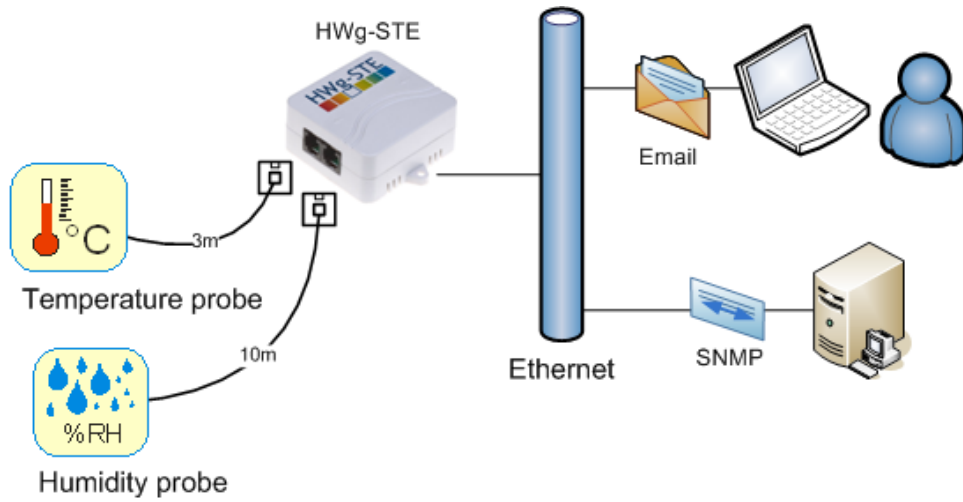 HWg-STE
HWg-STE
°C
3m
Temperature probe
10m
%RH
Humidity probe
Ethernet
Email
SNMP